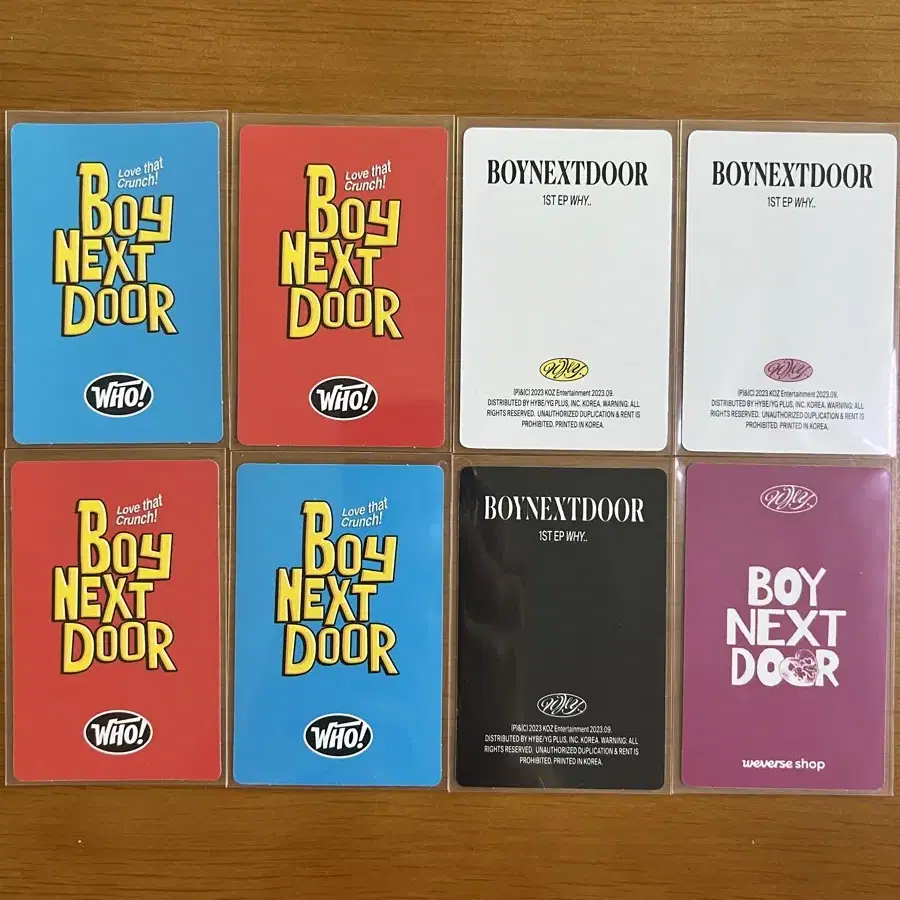 Love that
Crunch!
BOY
NEXT
DOOR
WHO!
Love that
Crunch!
BOY
NEXT
DOOR
WHO!
BOYNEXTDOOR
1ST EP WHY..
WHY..
(P)&(C) 2023 KOZ Entertainment 2023.09.
DISTRIBUTED BY HYBE/YG PLUS, INC. KOREA. WARNING: ALL
RIGHTS RESERVED. UNAUTHORIZED DUPLICATION & RENT IS
PROHIBITED. PRINTED IN KOREA.
BOYNEXTDOOR
1ST EP WHY..
WHY..
(P)&(C) 2023 KOZ Entertainment 2023.09.
DISTRIBUTED BY HYBE/YG PLUS, INC. KOREA. WARNING: ALL
RIGHTS RESERVED. UNAUTHORIZED DUPLICATION & RENT IS
PROHIBITED. PRINTED IN KOREA.
Love that
Crunch!
BOY
NEXT
DOOR
WHO!
Love that
Crunch!
BOY
NEXT
DOOR
WHO!
BOYNEXTDOOR
1ST EP WHY..
WHY..
(P)&(C) 2023 KOZ Entertainment 2023.09.
DISTRIBUTED BY HYBE/YG PLUS, INC. KOREA. WARNING: ALL
RIGHTS RESERVED. UNAUTHORIZED DUPLICATION & RENT IS
PROHIBITED. PRINTED IN KOREA.
WHY..
BOY
NEXT
DOOR
weverse shop